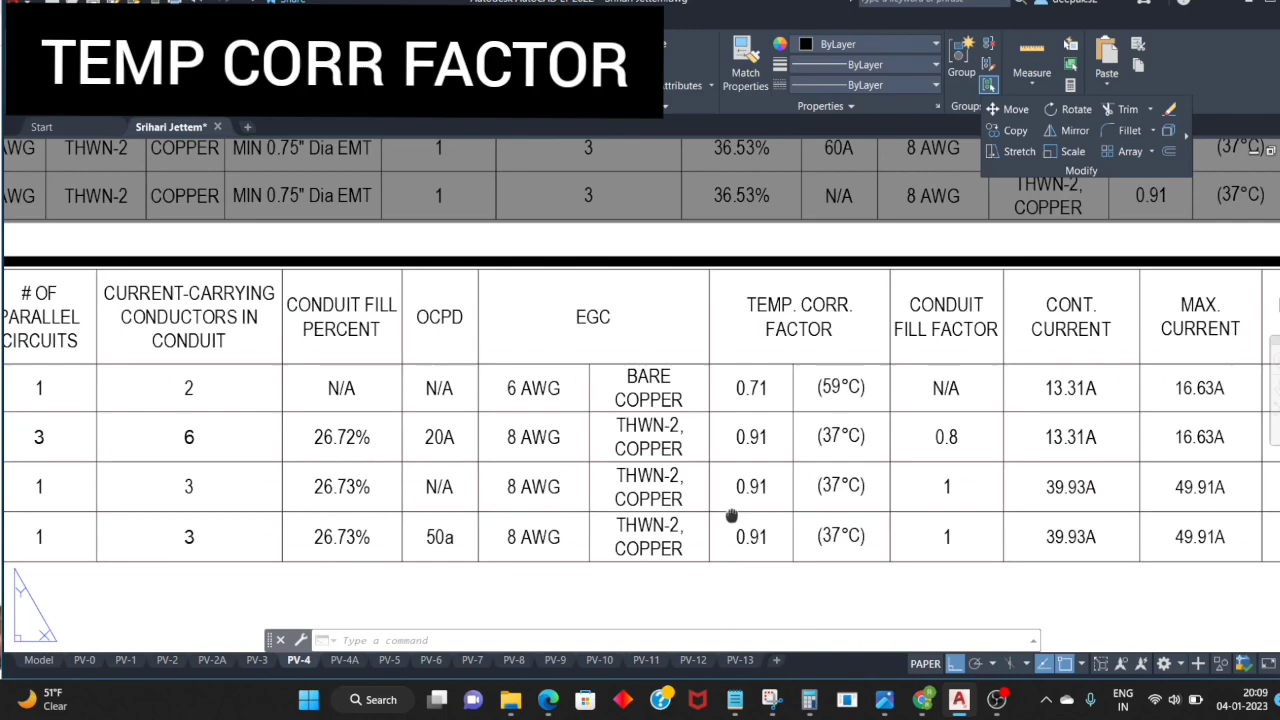 TEMP CORR FACTOR
Start
Srihari Jettem*
Match
Properties
ByLayer
ByLayer
ByLayer
Properties
Group
Groups
Measure
Paste
Move
Rotate
Trim
Copy
Mirror
Fillet
Stretch
Scale
Array
Modify
AWG THWN-2 COPPER MIN 0.75" Dia EMT 1 3 36.53% 60A 8 AWG (37°C)
AWG THWN-2 COPPER MIN 0.75" Dia EMT 1 3 36.53% N/A 8 AWG THWN-2, COPPER 0.91 (37°C)
# OF
PARALLEL
CIRCUITS
CURRENT-CARRYING
CONDUCTORS IN
CONDUIT
CONDUIT FILL
PERCENT
OCPD
EGC
TEMP. CORR.
FACTOR
CONDUIT
FILL FACTOR
CONT.
CURRENT
MAX.
CURRENT
1 2 N/A N/A 6 AWG BARE COPPER 0.71 (59°C) N/A 13.31A 16.63A
3 6 26.72% 20A 8 AWG THWN-2, COPPER 0.91 (37°C) 0.8 13.31A 16.63A
1 3 26.73% N/A 8 AWG THWN-2, COPPER 0.91 (37°C) 1 39.93A 49.91A
1 3 26.73% 50a 8 AWG THWN-2, COPPER 0.91 (37°C) 1 39.93A 49.91A
Y
X
Type a command
Model PV-0 PV-1 PV-2 PV-2A PV-3 PV-4 PV-4A PV-5 PV-6 PV-7 PV-8 PV-9 PV-10 PV-11 PV-12 PV-13
PAPER
51°F
Clear
Search
ENG
IN
20:09
04-01-2023